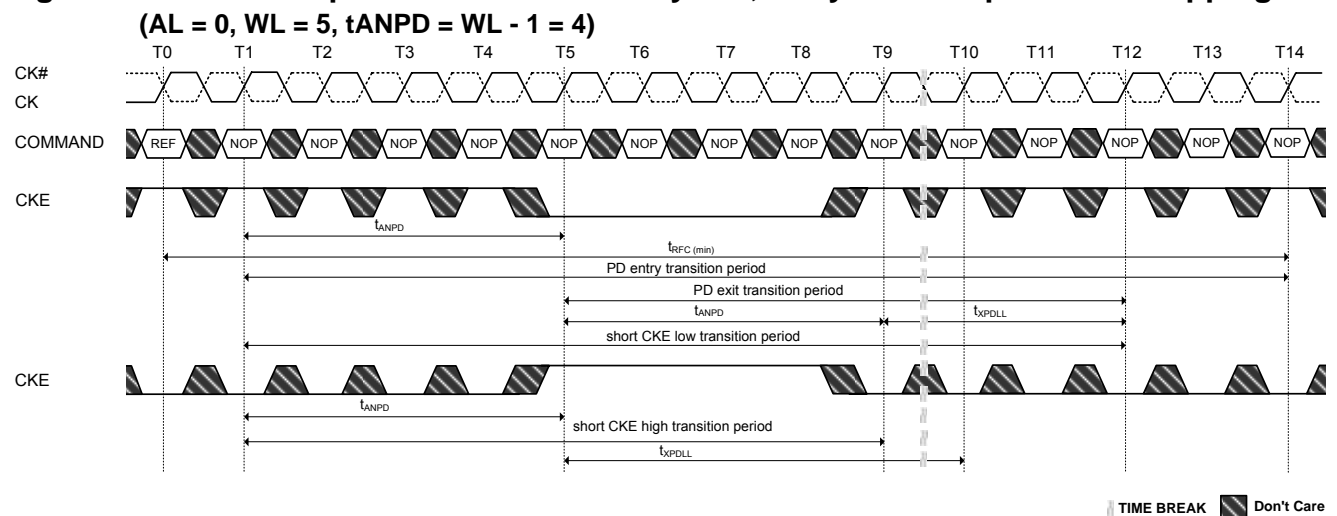 (AL = 0, WL = 5, tANPD = WL - 1 = 4)
T0 T1 T2 T3 T4 T5 T6 T7 T8 T9 T10 T11 T12 T13 T14
CK#
CK
COMMAND REF NOP NOP NOP NOP NOP NOP NOP NOP NOP NOP NOP NOP NOP NOP
CKE
tANPD
tRFC (min)
PD entry transition period
PD exit transition period
tANPD tXPDLL
short CKE low transition period
CKE
tANPD
short CKE high transition period
tXPDLL
TIME BREAK Don't Care